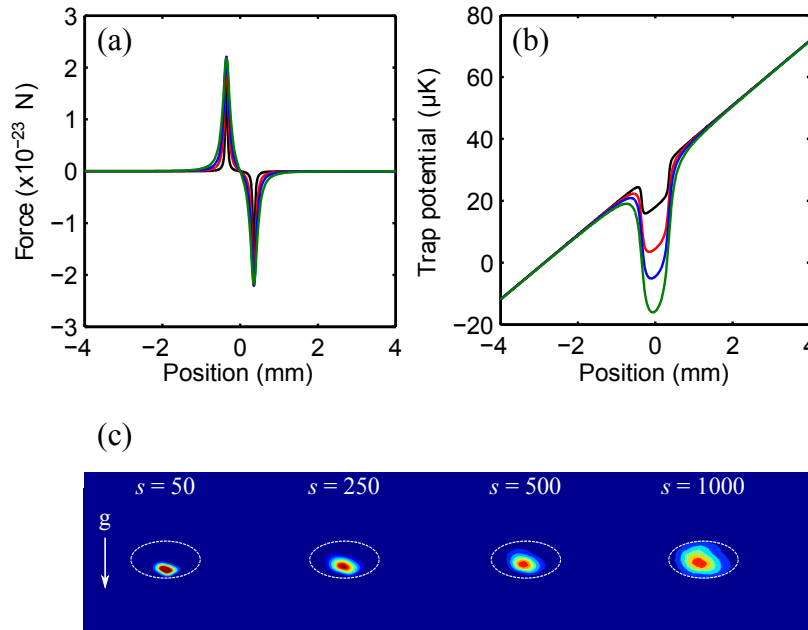 (a)
3
2
1
0
−1
−2
−3
−4
−2
0
2
4
Position (mm)
Force (x10⁻²³ N)
(b)
80
60
40
20
0
−20
−4
−2
0
2
4
Position (mm)
Trap potential (µK)
(c)
s = 50 s = 250 s = 500 s = 1000
g